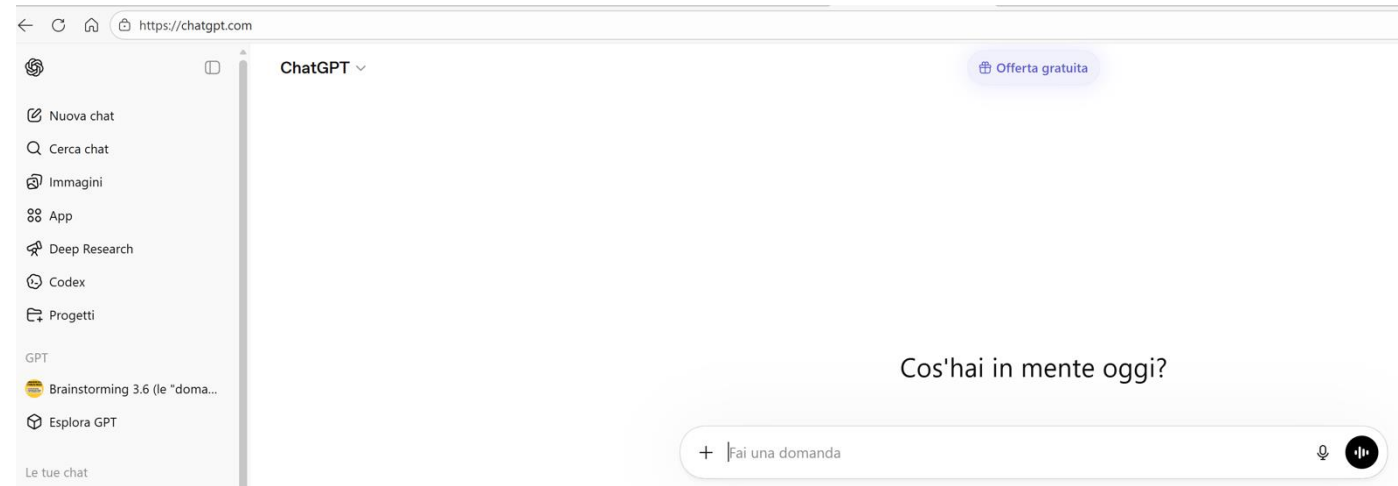 https://chatgpt.com
ChatGPT
Offerta gratuita
Nuova chat
Cerca chat
Immagini
App
Deep Research
Codex
Progetti
GPT
Brainstorming 3.6 (le "doma...
Esplora GPT
Le tue chat
Cos'hai in mente oggi?
Fai una domanda